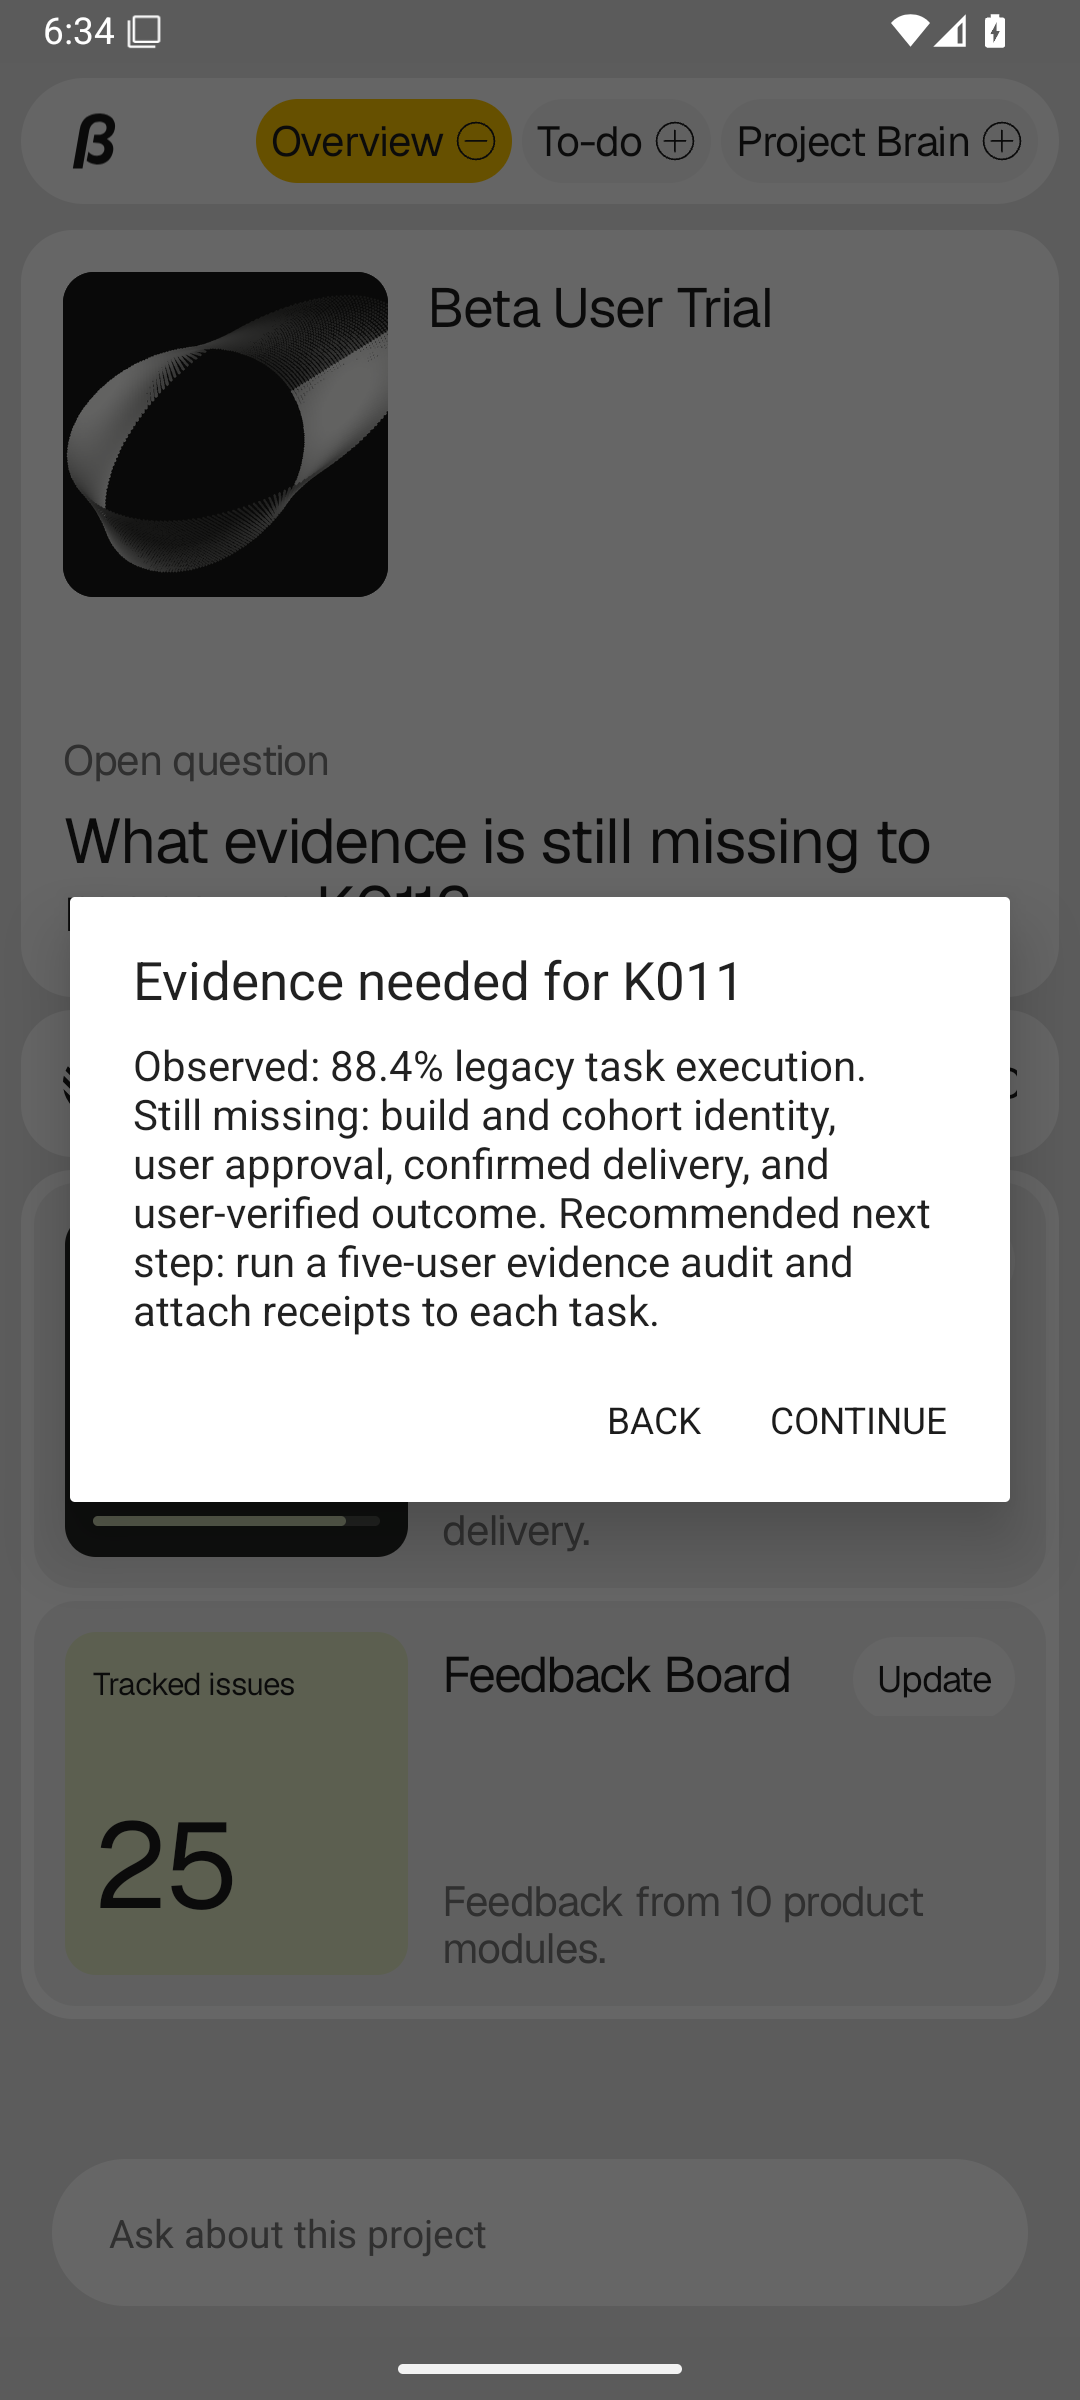 6:34
β
Overview
To-do
Project Brain
Beta User Trial
Open question
What evidence is still missing to
Evidence needed for K011
Observed: 88.4% legacy task execution.
Still missing: build and cohort identity,
user approval, confirmed delivery, and
user-verified outcome. Recommended next
step: run a five-user evidence audit and
attach receipts to each task.
BACK
CONTINUE
delivery.
Tracked issues
25
Feedback Board
Update
Feedback from 10 product
modules.
Ask about this project